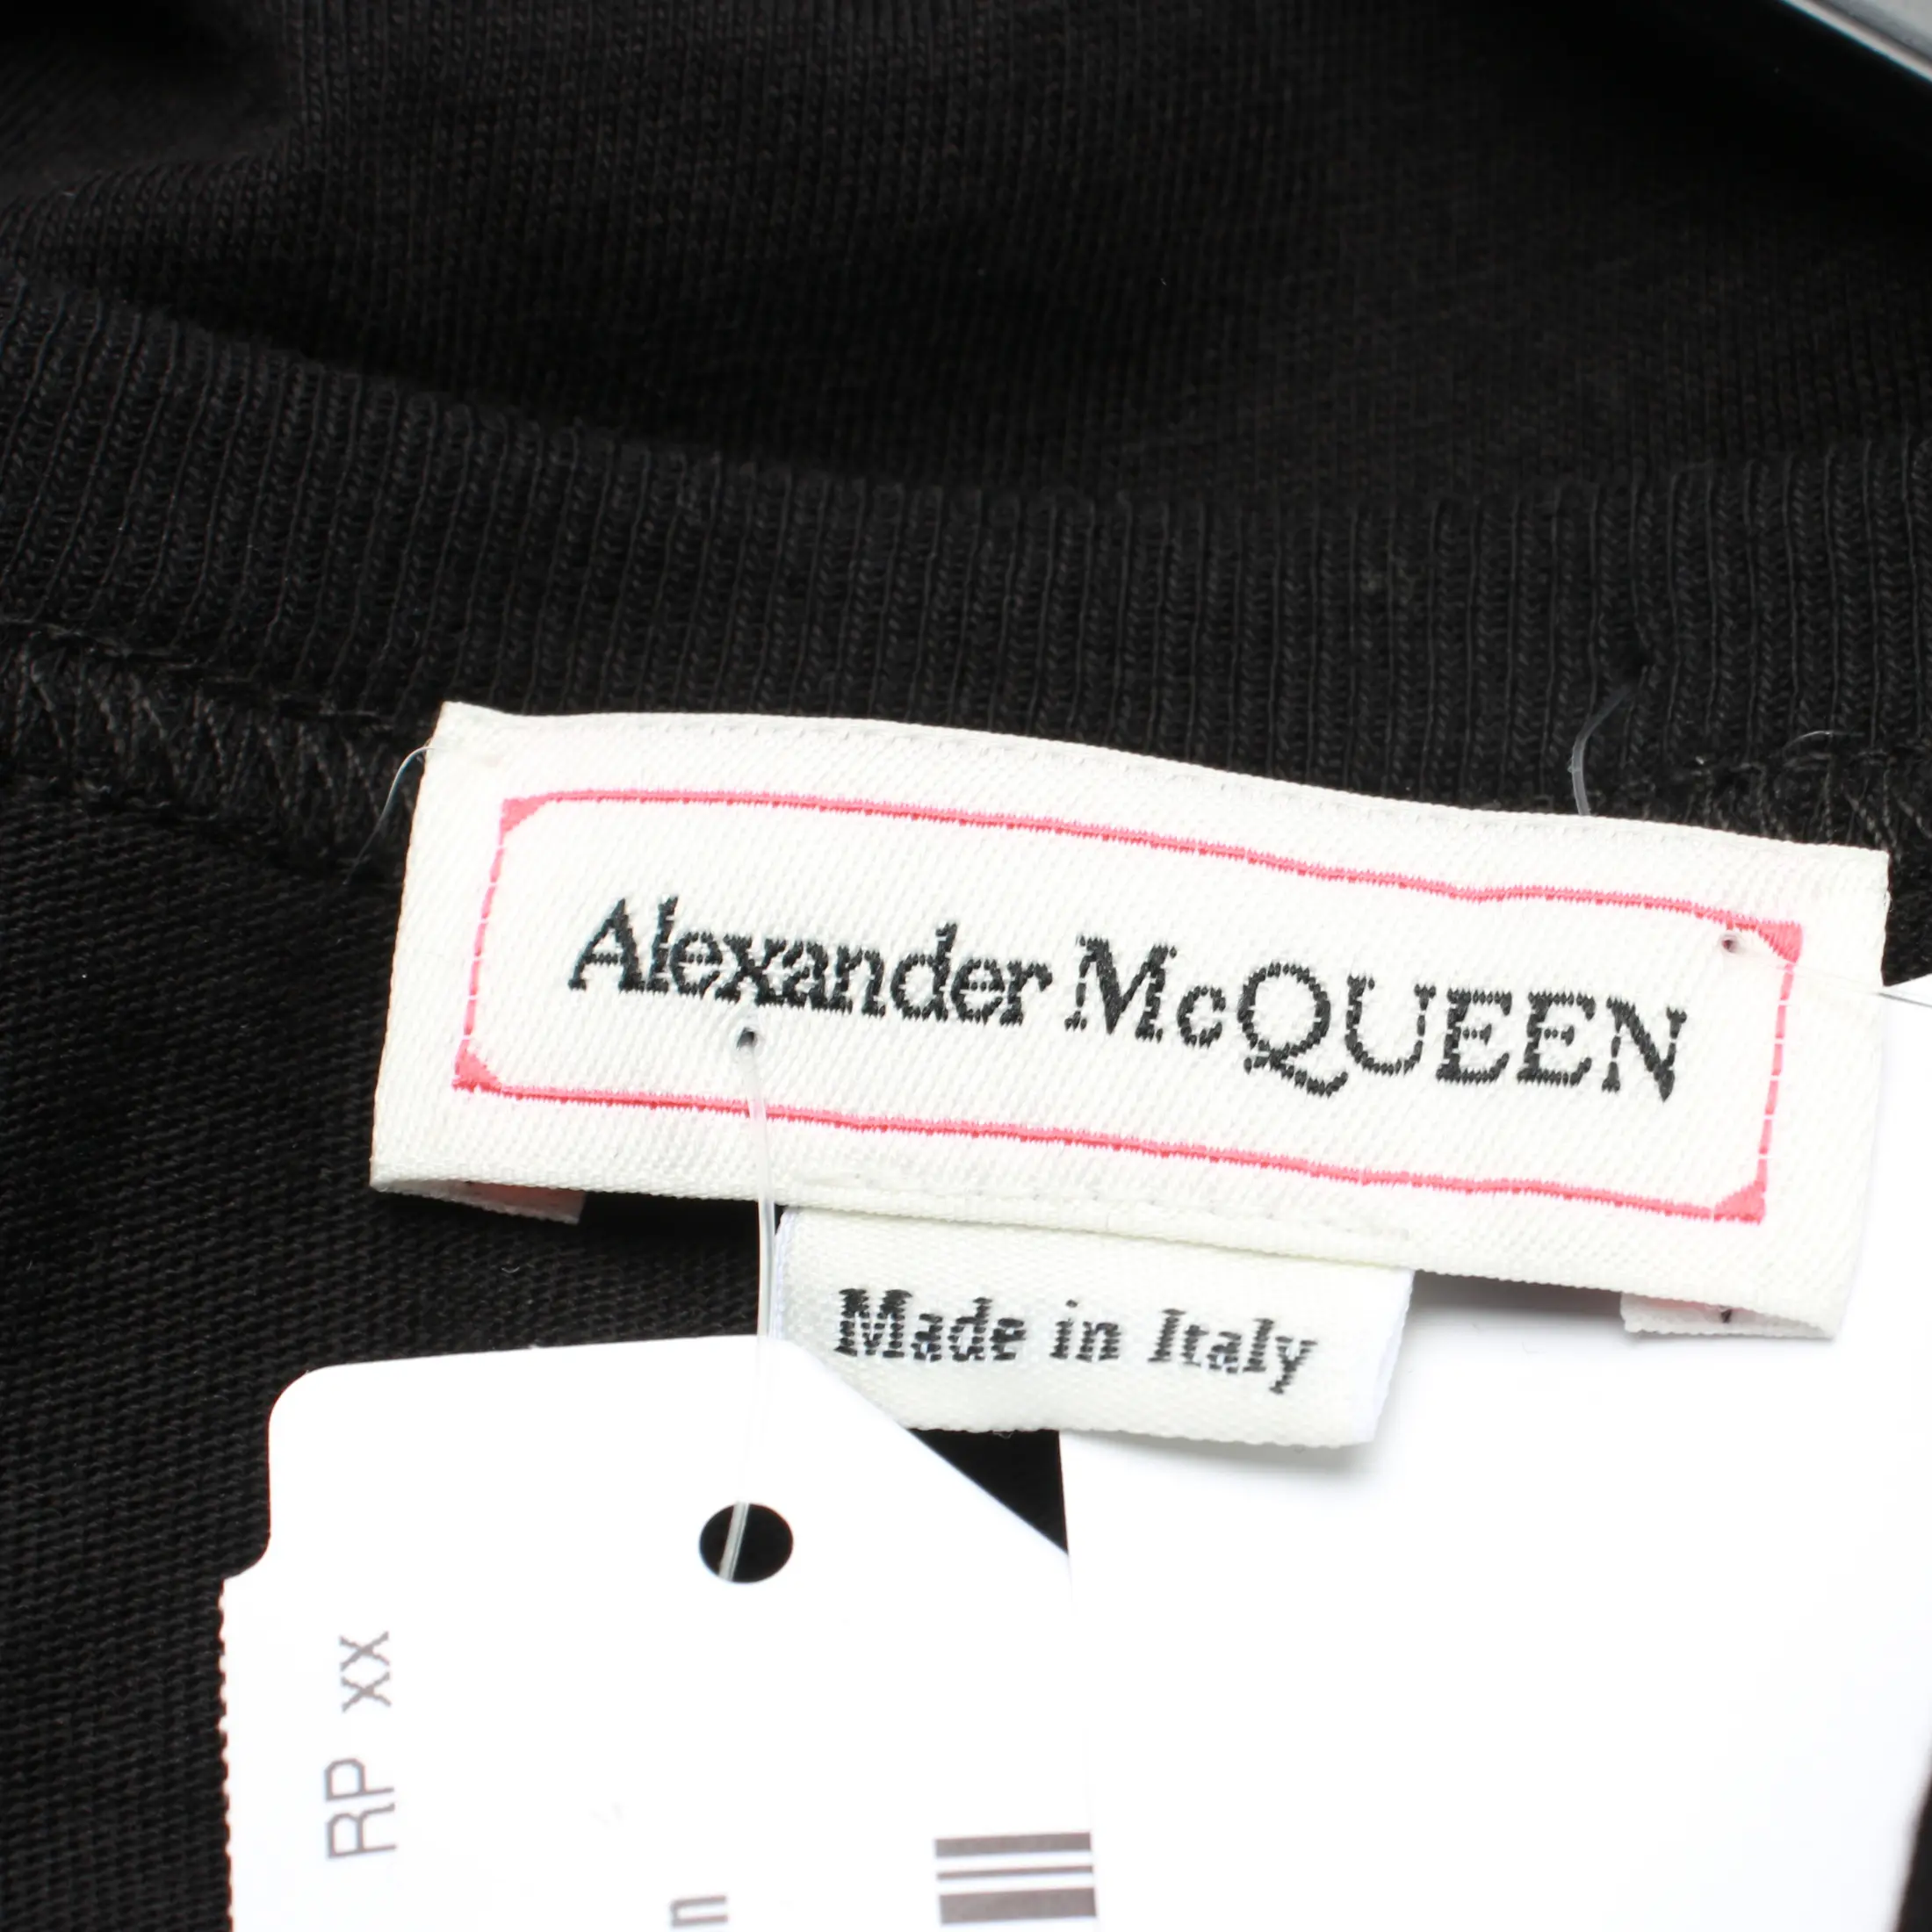 Alexander McQUEEN
Made in Italy
RP xx
n